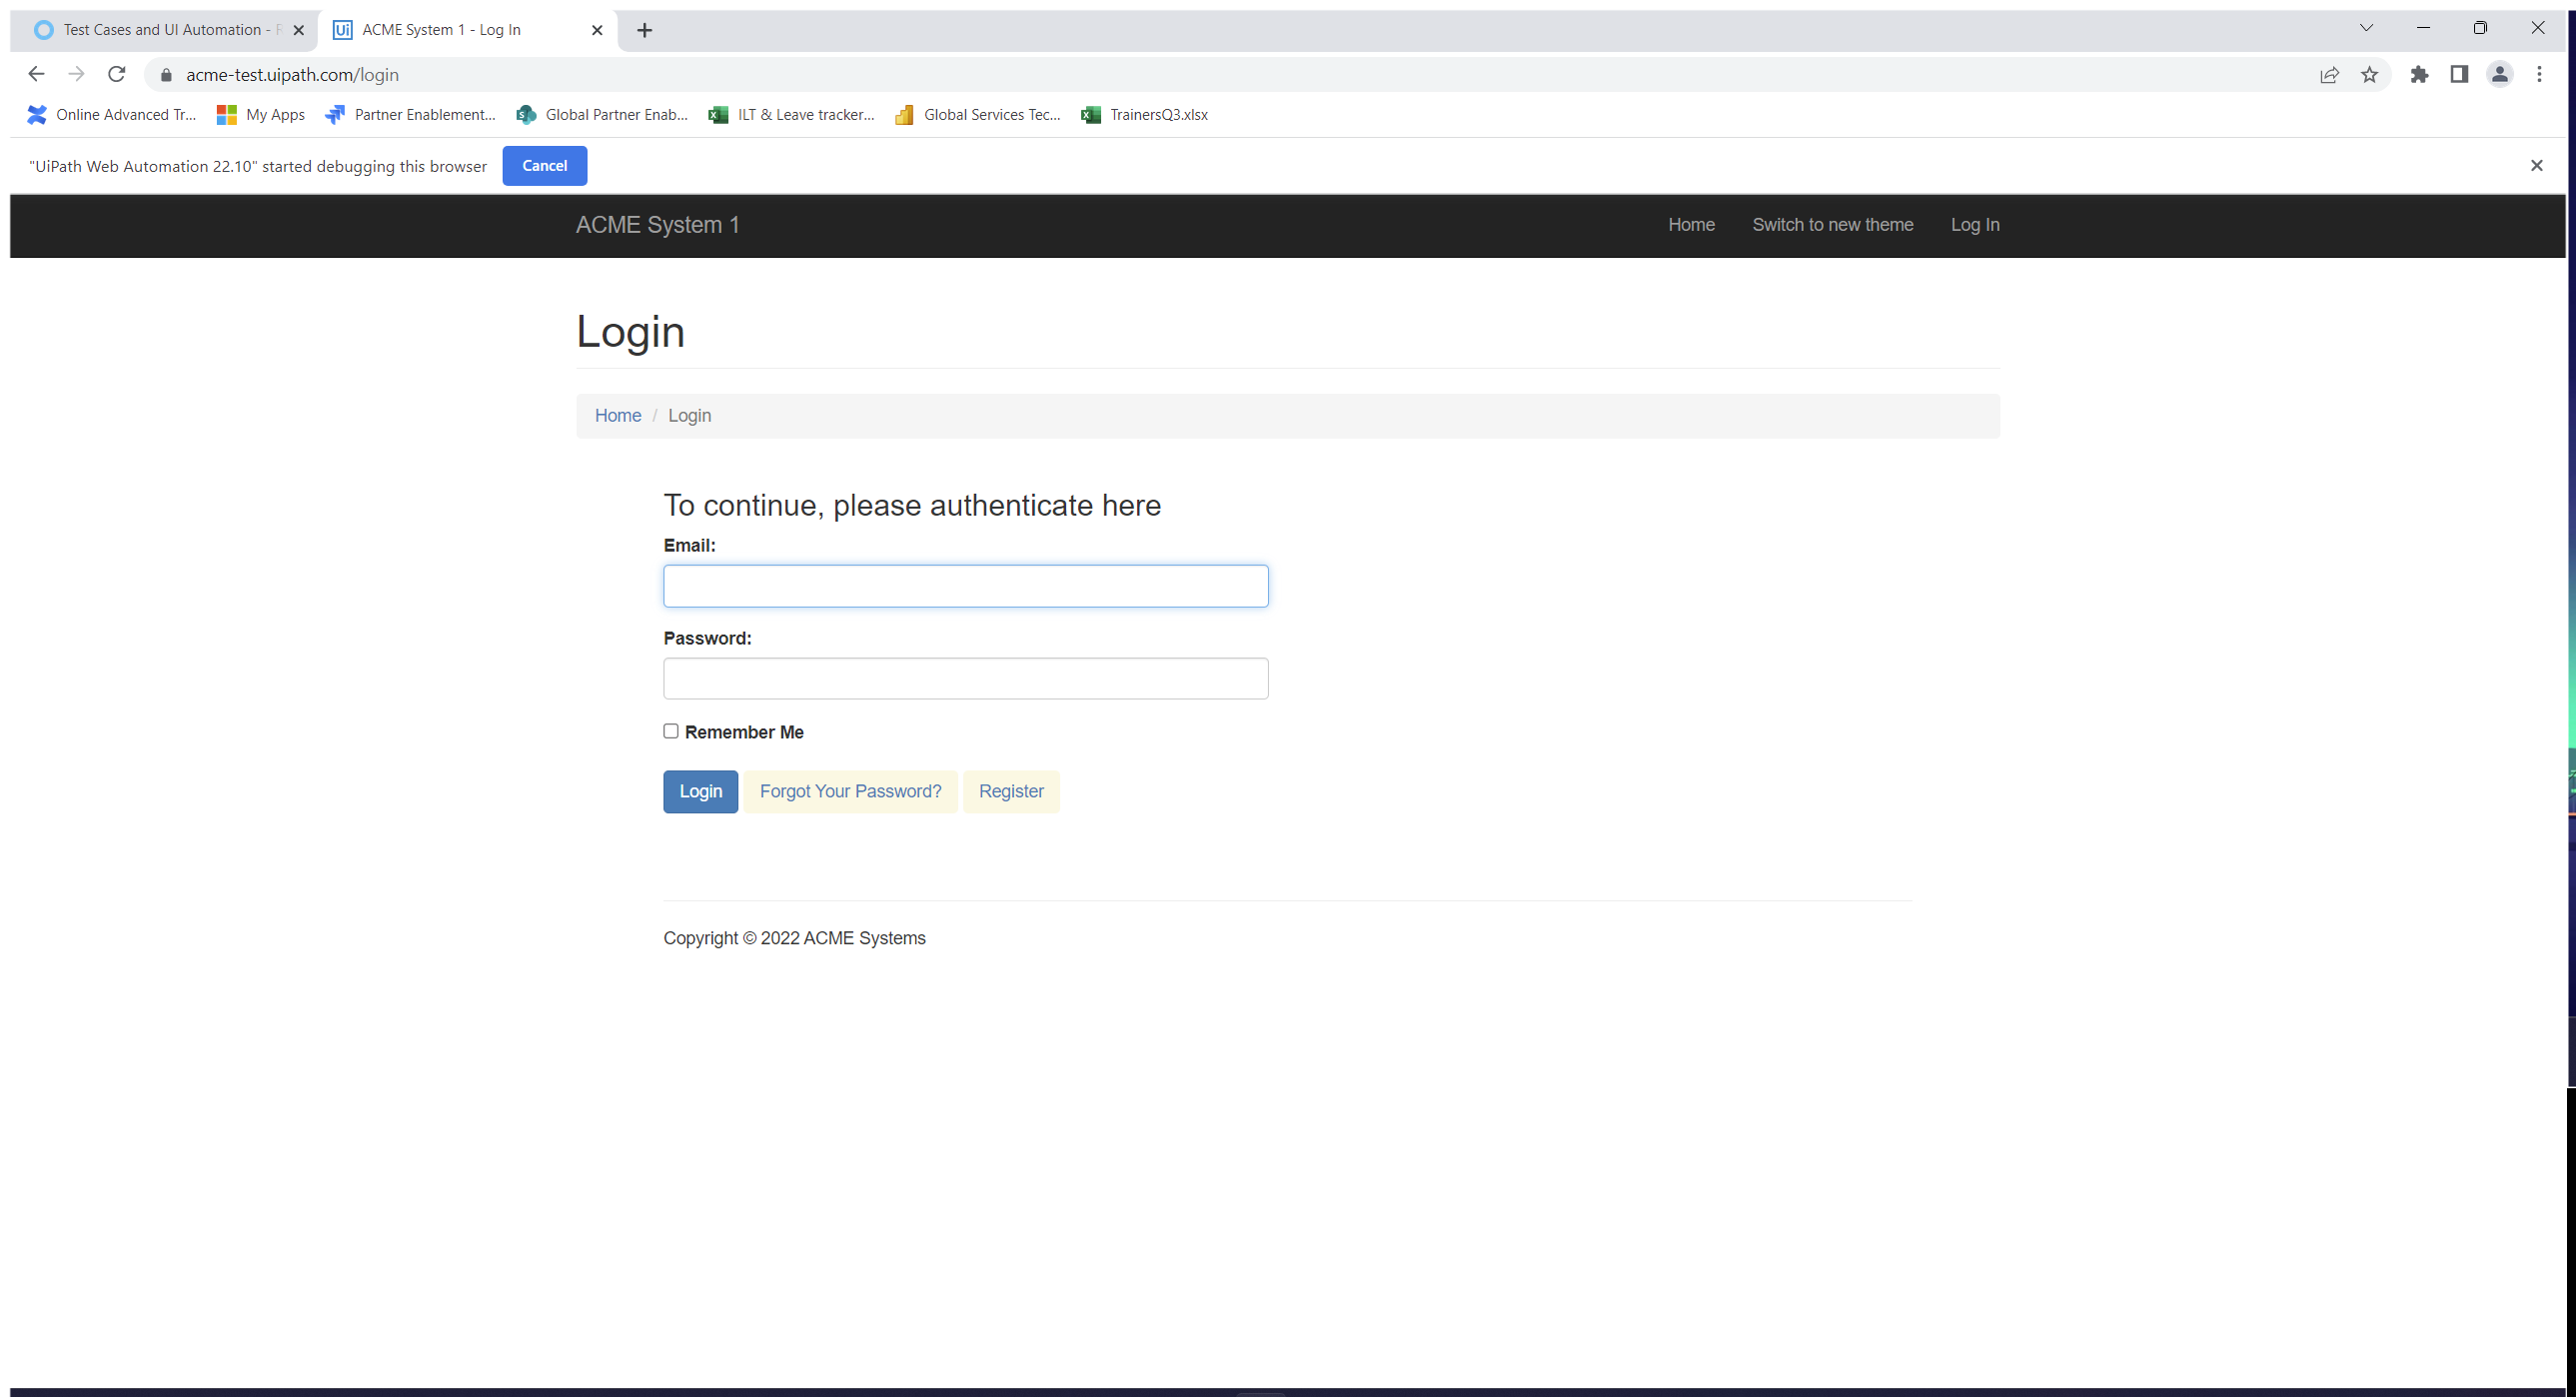 Test Cases and UI Automation -
Ui ACME System 1 - Log In
acme-test.uipath.com/login
Online Advanced Tr... My Apps Partner Enablement... Global Partner Enab... ILT & Leave tracker... Global Services Tec... TrainersQ3.xlsx
"UiPath Web Automation 22.10" started debugging this browser Cancel
ACME System 1 Home Switch to new theme Log In
Login
Home / Login
To continue, please authenticate here
Email:
Password:
Remember Me
Login Forgot Your Password? Register
Copyright © 2022 ACME Systems